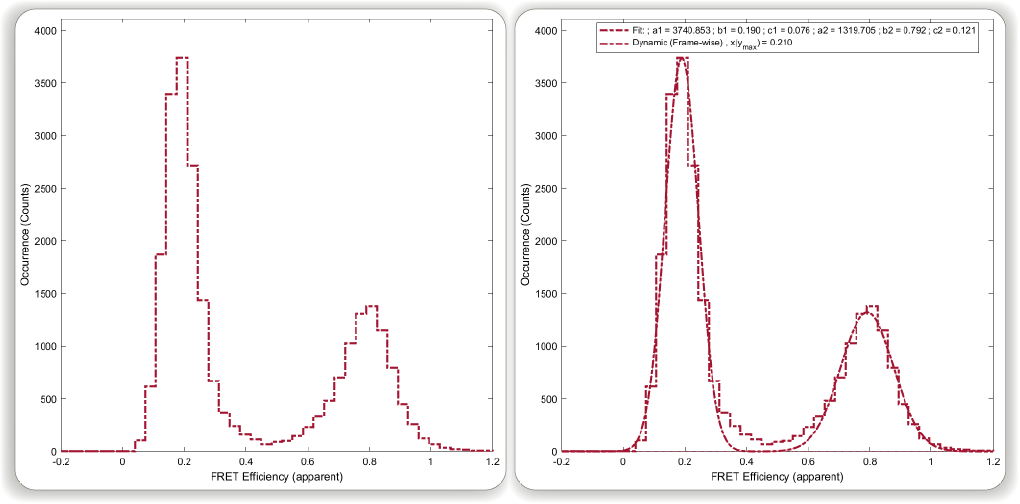 4000
3500
3000
2500
2000
1500
1000
500
0
Occurrence (Counts)
-0.2 0 0.2 0.4 0.6 0.8 1 1.2
FRET Efficiency (apparent)
Fit: ; a1 = 3740.853 ; b1 = 0.190 ; c1 = 0.076 ; a2 = 1319.705 ; b2 = 0.792 ; c2 = 0.121
Dynamic (Frame-wise) , x|ymax) = 0.210
4000
3500
3000
2500
2000
1500
1000
500
0
Occurrence (Counts)
-0.2 0 0.2 0.4 0.6 0.8 1 1.2
FRET Efficiency (apparent)